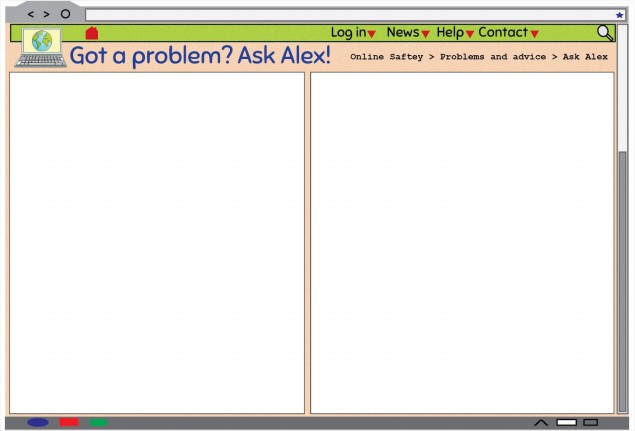 Log in News Help Contact
Got a problem? Ask Alex!
Online Saftey > Problems and advice > Ask Alex